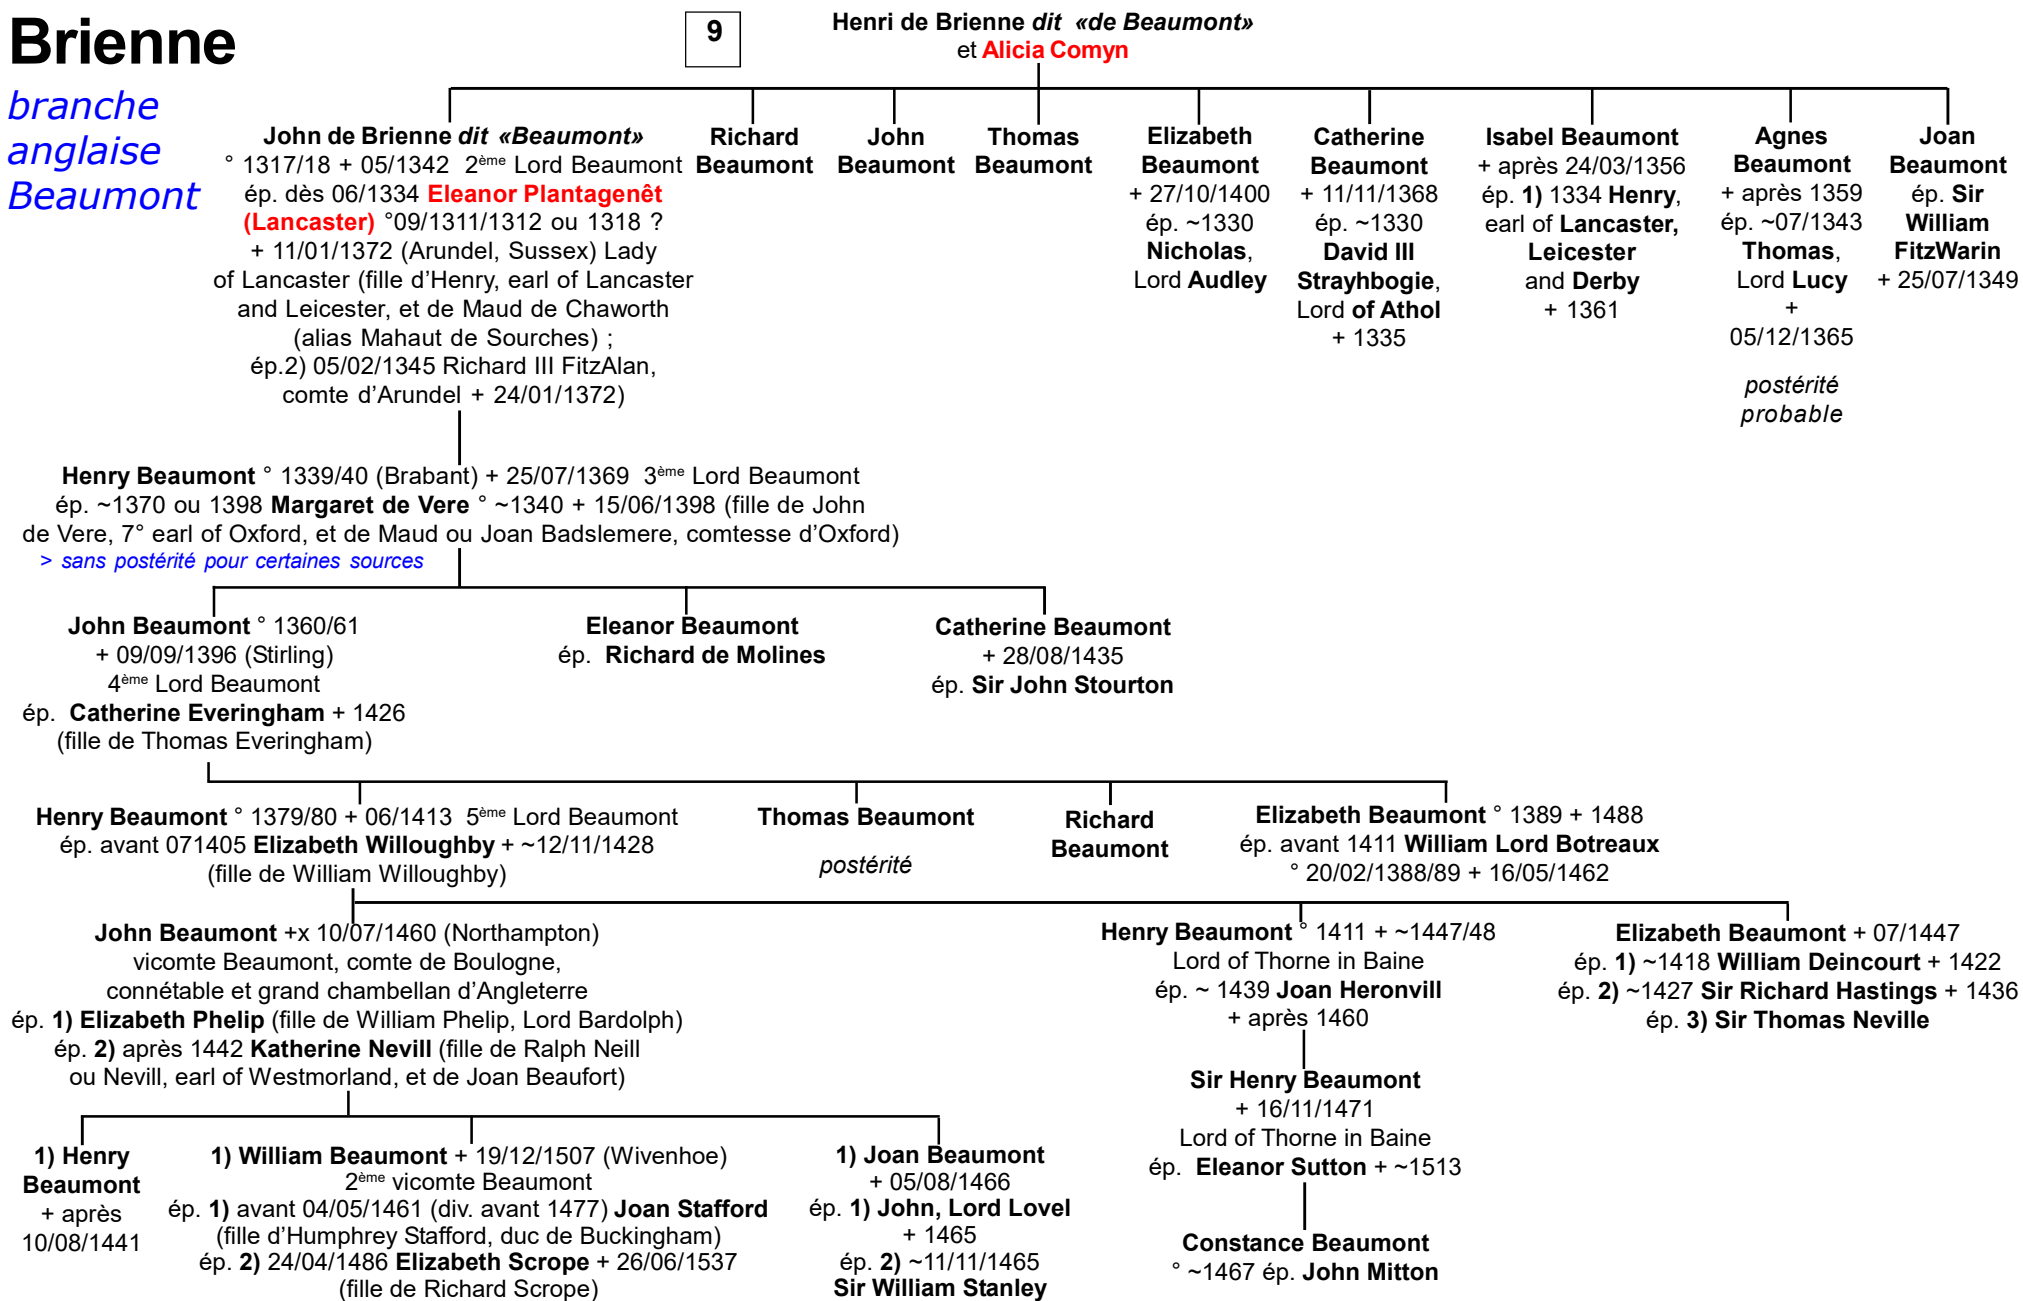 Brienne
branche
anglaise
Beaumont
9
Henri de Brienne dit «de Beaumont»
et Alicia Comyn
John de Brienne dit «Beaumont»
° 1317/18 + 05/1342 2ème Lord Beaumont
ép. dès 06/1334 Eleanor Plantagenêt
(Lancaster) °09/1311/1312 ou 1318 ?
+ 11/01/1372 (Arundel, Sussex) Lady
of Lancaster (fille d’Henry, earl of Lancaster
and Leicester, et de Maud de Chaworth
(alias Mahaut de Sourches) ;
ép.2) 05/02/1345 Richard III FitzAlan,
comte d’Arundel + 24/01/1372)
Richard
Beaumont
John
Beaumont
Thomas
Beaumont
Elizabeth
Beaumont
+ 27/10/1400
ép. ~1330
Nicholas,
Lord Audley
Catherine
Beaumont
+ 11/11/1368
ép. ~1330
David III
Strayhbogie,
Lord of Athol
+ 1335
Isabel Beaumont
+ après 24/03/1356
ép. 1) 1334 Henry,
earl of Lancaster,
Leicester
and Derby
+ 1361
Agnes
Beaumont
+ après 1359
ép. ~07/1343
Thomas,
Lord Lucy
+
05/12/1365
postérité
probable
Joan
Beaumont
ép. Sir
William
FitzWarin
+ 25/07/1349
Henry Beaumont ° 1339/40 (Brabant) + 25/07/1369 3ème Lord Beaumont
ép. ~1370 ou 1398 Margaret de Vere ° ~1340 + 15/06/1398 (fille de John
de Vere, 7° earl of Oxford, et de Maud ou Joan Badslemere, comtesse d’Oxford)
> sans postérité pour certaines sources
John Beaumont ° 1360/61
+ 09/09/1396 (Stirling)
4ème Lord Beaumont
ép. Catherine Everingham + 1426
(fille de Thomas Everingham)
Eleanor Beaumont
ép. Richard de Molines
Catherine Beaumont
+ 28/08/1435
ép. Sir John Stourton
Henry Beaumont ° 1379/80 + 06/1413 5ème Lord Beaumont
ép. avant 071405 Elizabeth Willoughby + ~12/11/1428
(fille de William Willoughby)
Thomas Beaumont
postérité
Richard
Beaumont
Elizabeth Beaumont ° 1389 + 1488
ép. avant 1411 William Lord Botreaux
° 20/02/1388/89 + 16/05/1462
John Beaumont +x 10/07/1460 (Northampton)
vicomte Beaumont, comte de Boulogne,
connétable et grand chambellan d’Angleterre
ép. 1) Elizabeth Phelip (fille de William Phelip, Lord Bardolph)
ép. 2) après 1442 Katherine Nevill (fille de Ralph Neill
ou Nevill, earl of Westmorland, et de Joan Beaufort)
Henry Beaumont ° 1411 + ~1447/48
Lord of Thorne in Baine
ép. ~ 1439 Joan Heronvill
+ après 1460
Elizabeth Beaumont + 07/1447
ép. 1) ~1418 William Deincourt + 1422
ép. 2) ~1427 Sir Richard Hastings + 1436
ép. 3) Sir Thomas Neville
Sir Henry Beaumont
+ 16/11/1471
Lord of Thorne in Baine
ép. Eleanor Sutton + ~1513
1) Henry
Beaumont
+ après
10/08/1441
1) William Beaumont + 19/12/1507 (Wivenhoe)
2ème vicomte Beaumont
ép. 1) avant 04/05/1461 (div. avant 1477) Joan Stafford
(fille d’Humphrey Stafford, duc de Buckingham)
ép. 2) 24/04/1486 Elizabeth Scrope + 26/06/1537
(fille de Richard Scrope)
1) Joan Beaumont
+ 05/08/1466
ép. 1) John, Lord Lovel
+ 1465
ép. 2) ~11/11/1465
Sir William Stanley
Constance Beaumont
° ~1467 ép. John Mitton